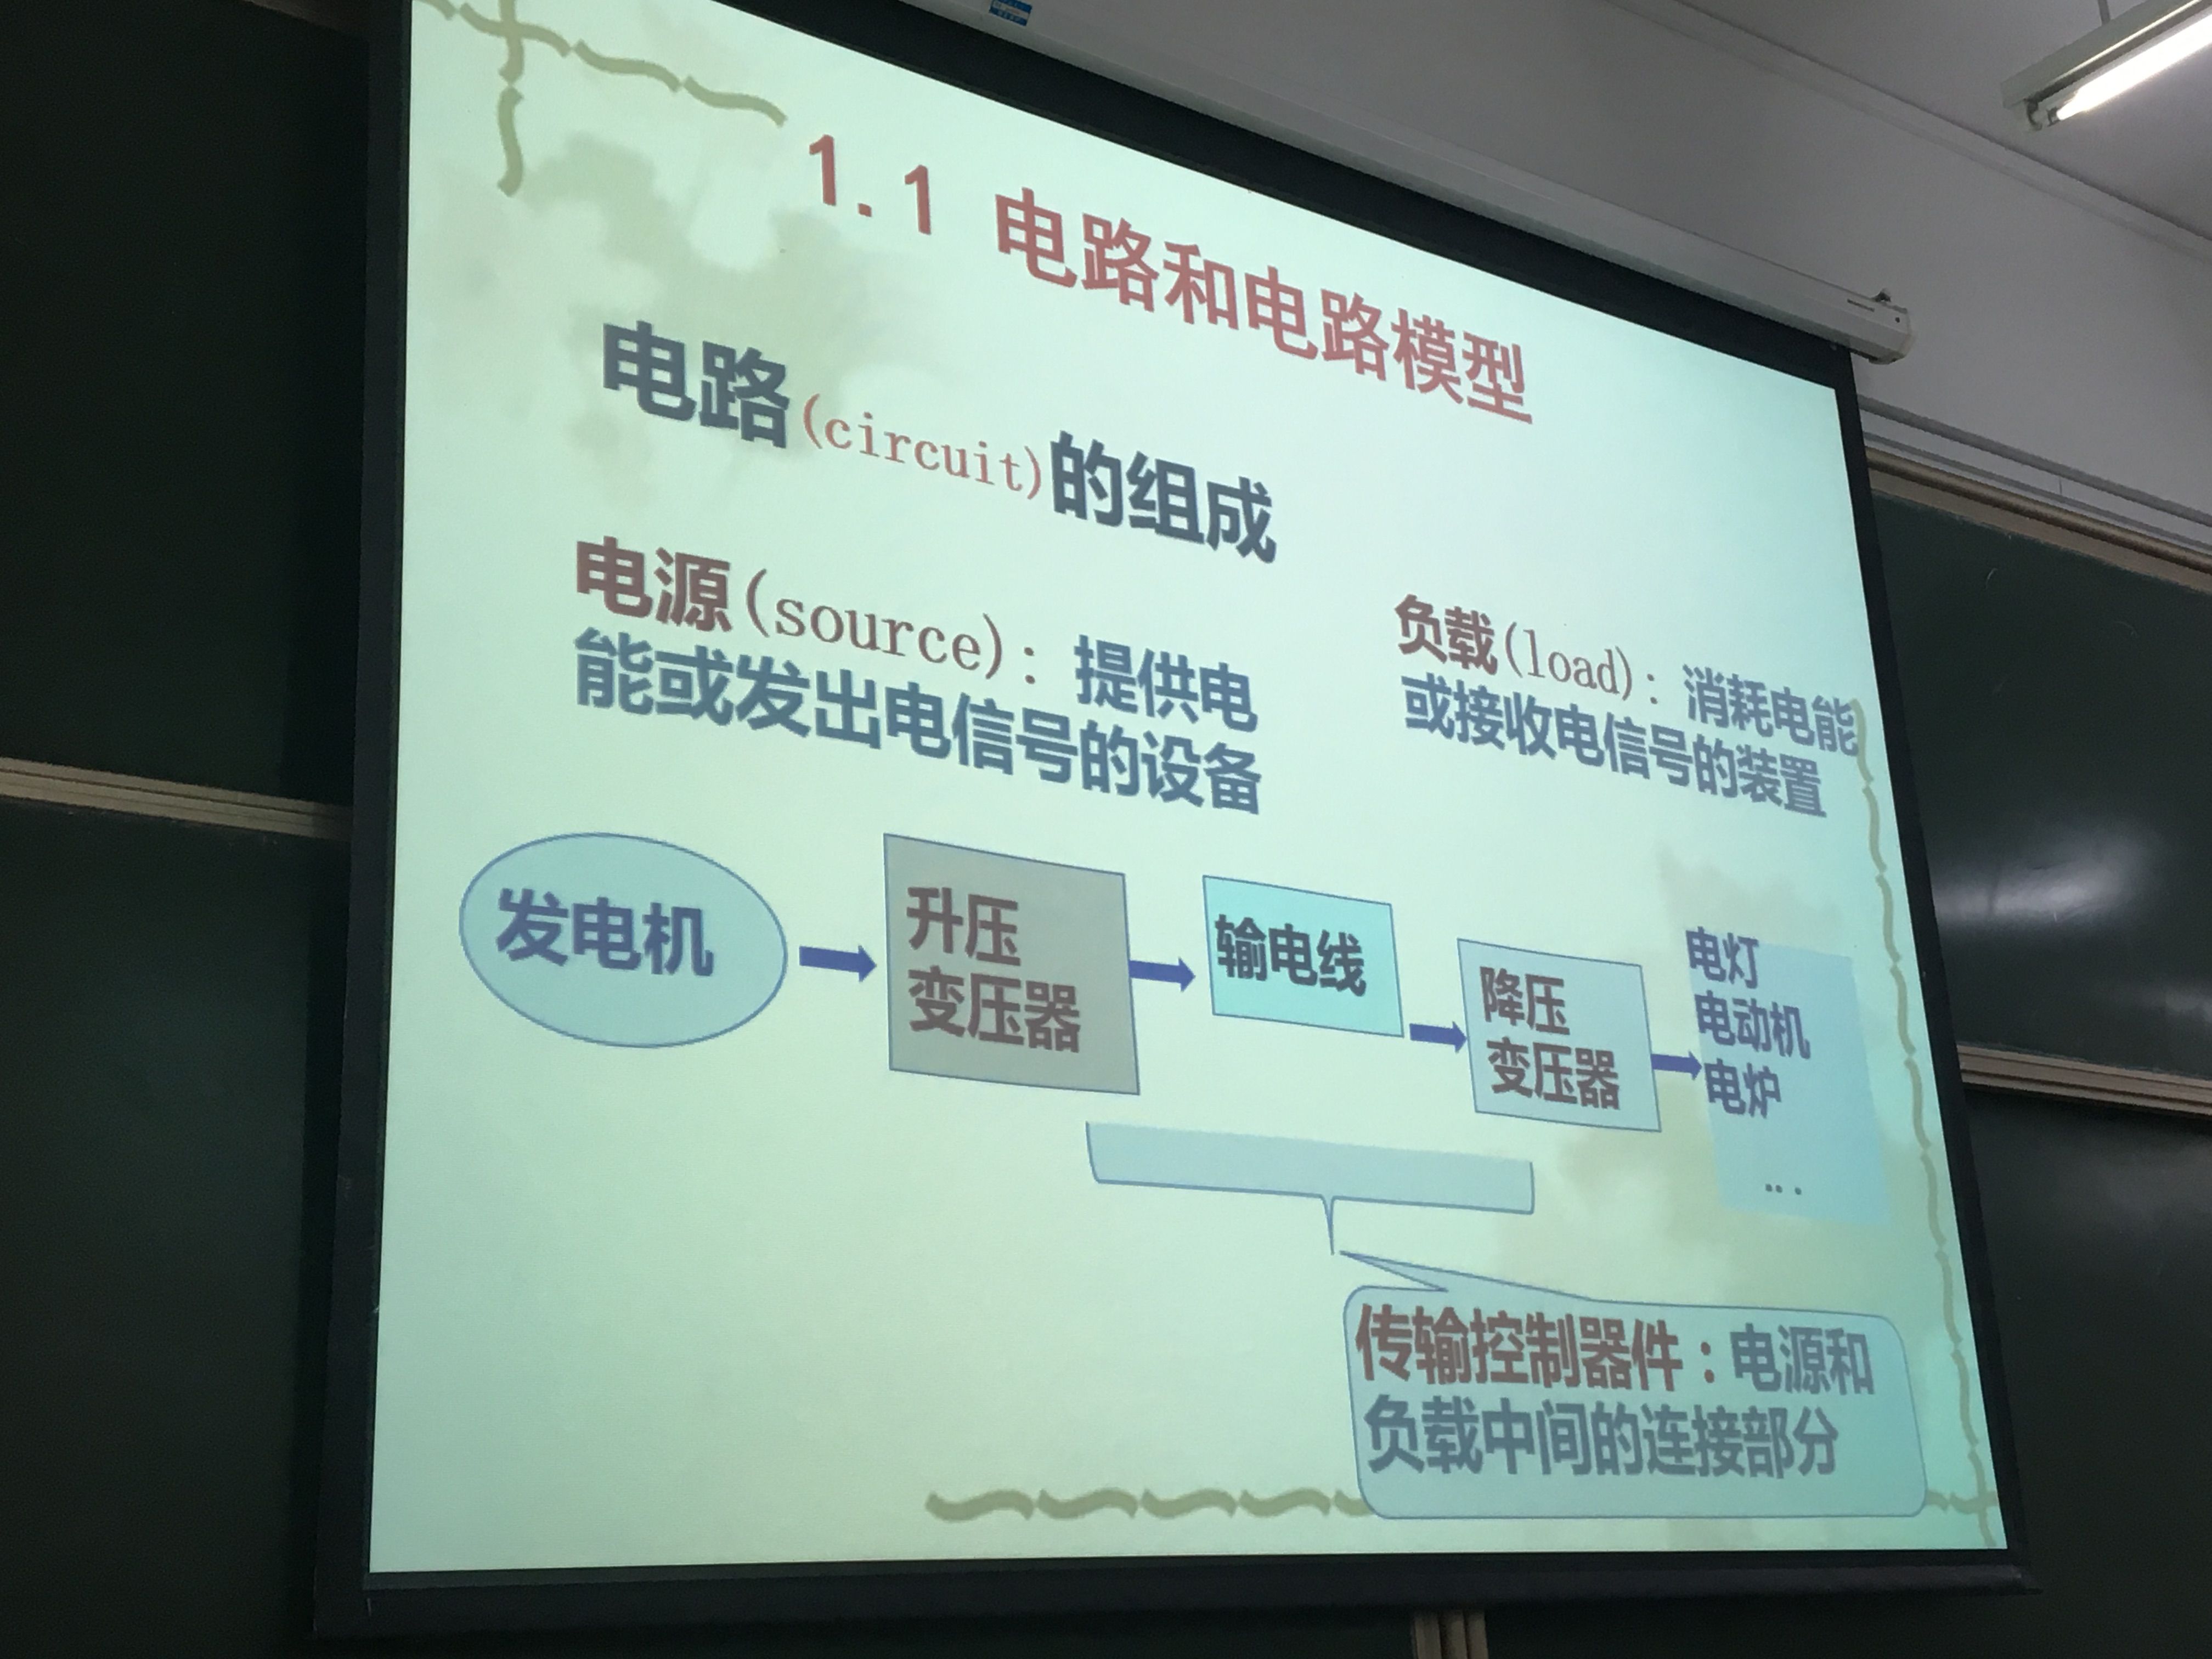 1.1 电路和电路模型
电路(circuit)的组成
电源(source)：提供电
能或发出电信号的设备
负载(load)：消耗电能
或接收电信号的装置
发电机
升压
变压器
输电线
降压
变压器
电灯
电动机
电炉
...
传输控制器件：电源和
负载中间的连接部分